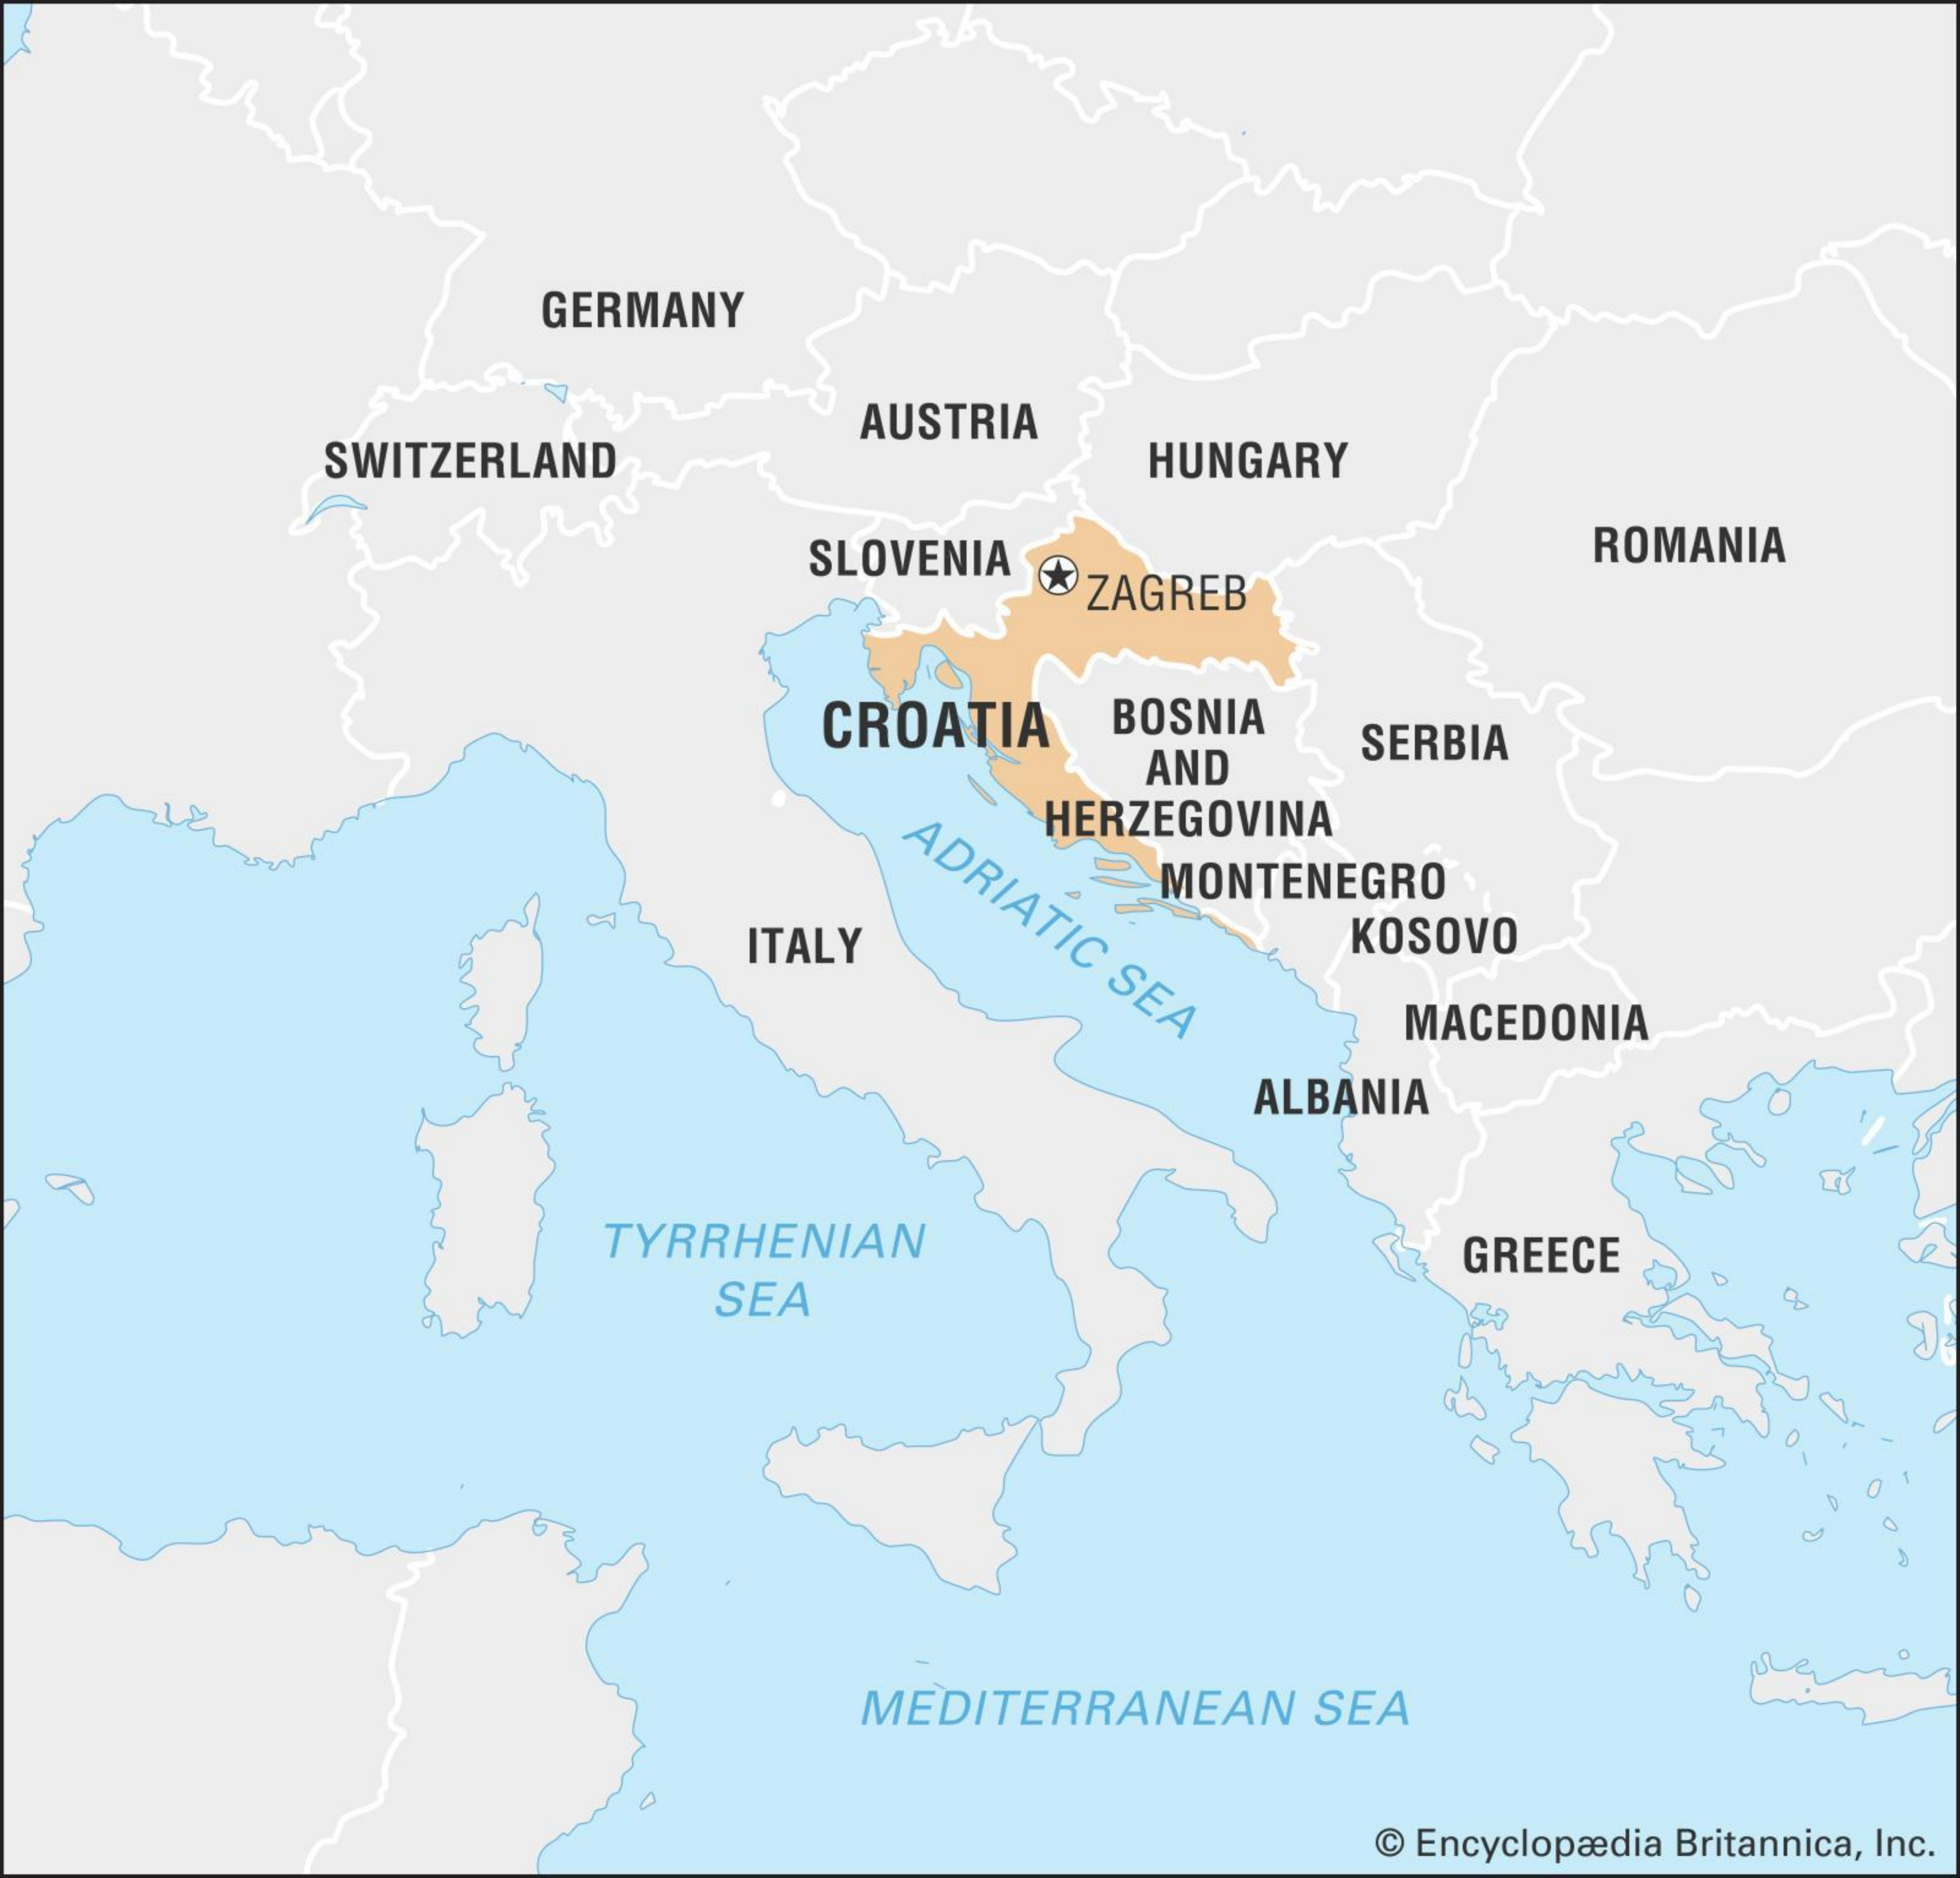 GERMANY
AUSTRIA
SWITZERLAND
HUNGARY
ROMANIA
SLOVENIA
ZAGREB
CROATIA
BOSNIA
AND
HERZEGOVINA
SERBIA
MONTENEGRO
KOSOVO
ITALY
ADRIATIC SEA
MACEDONIA
ALBANIA
TYRRHENIAN
SEA
GREECE
MEDITERRANEAN SEA
© Encyclopædia Britannica, Inc.